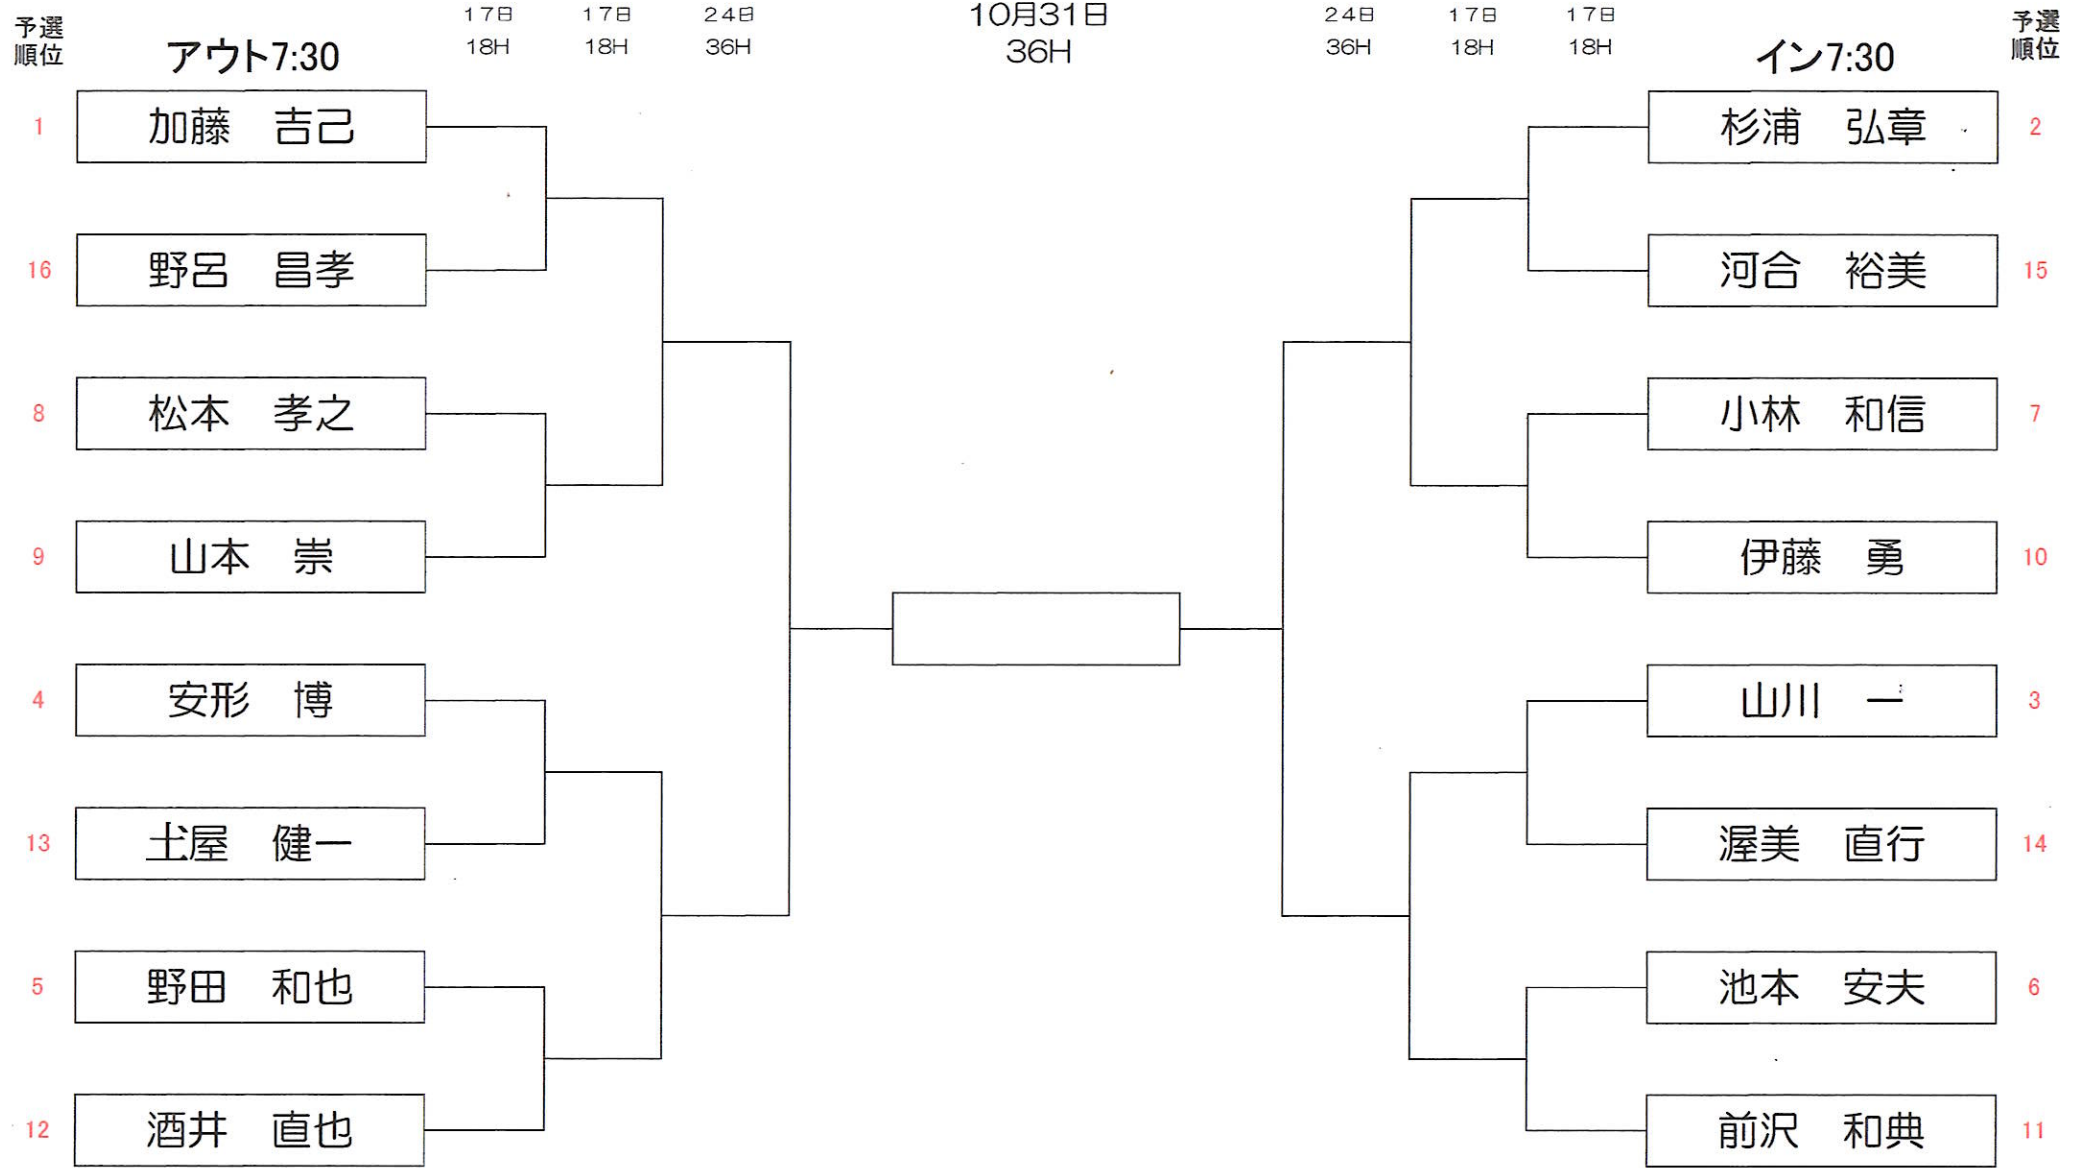 17日 17日 24日 10月31日 24日 17日 17日
予選 予選
順位 アウト7:30 18H 18H 36H 36H 36H 18H 18H イン7:30 順位
1 加藤 吉己 杉浦 弘章 2
16 野呂 昌孝 河合 裕美 15
8 松本 孝之 小林 和信 7
9 山本 崇 伊藤 勇 10
4 安形 博 山川 一 3
13 土屋 健一 渥美 直行 14
5 野田 和也 池本 安夫 6
12 酒井 直也 前沢 和典 11